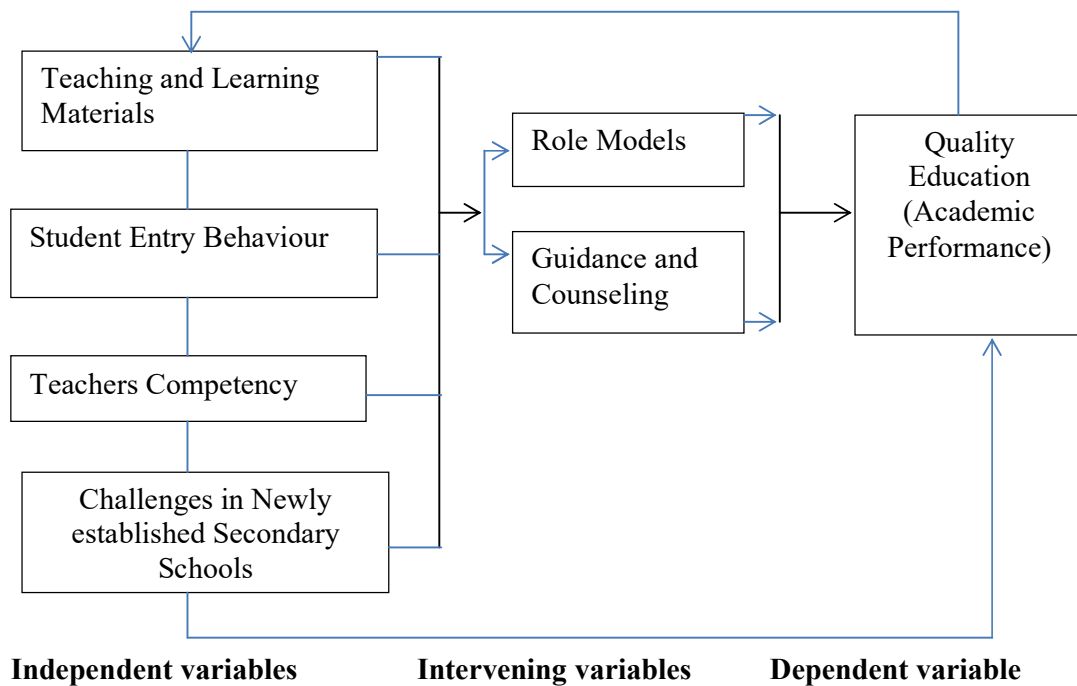 Teaching and Learning
Materials
Student Entry Behaviour
Teachers Competency
Challenges in Newly
established Secondary
Schools
Role Models
Guidance and
Counseling
Quality
Education
(Academic
Performance)
Independent variables
Intervening variables
Dependent variable